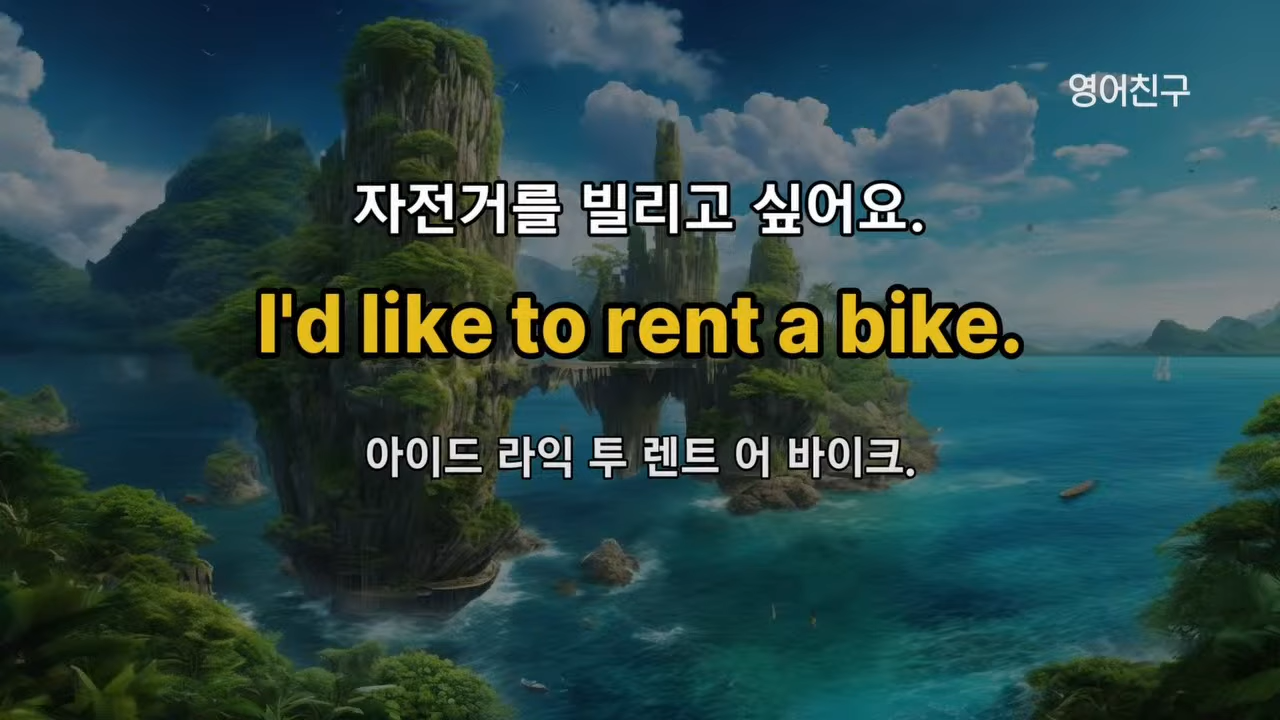 영어친구
자전거를 빌리고 싶어요.
I'd like to rent a bike.
아이드 라익 투 렌트 어 바이크.